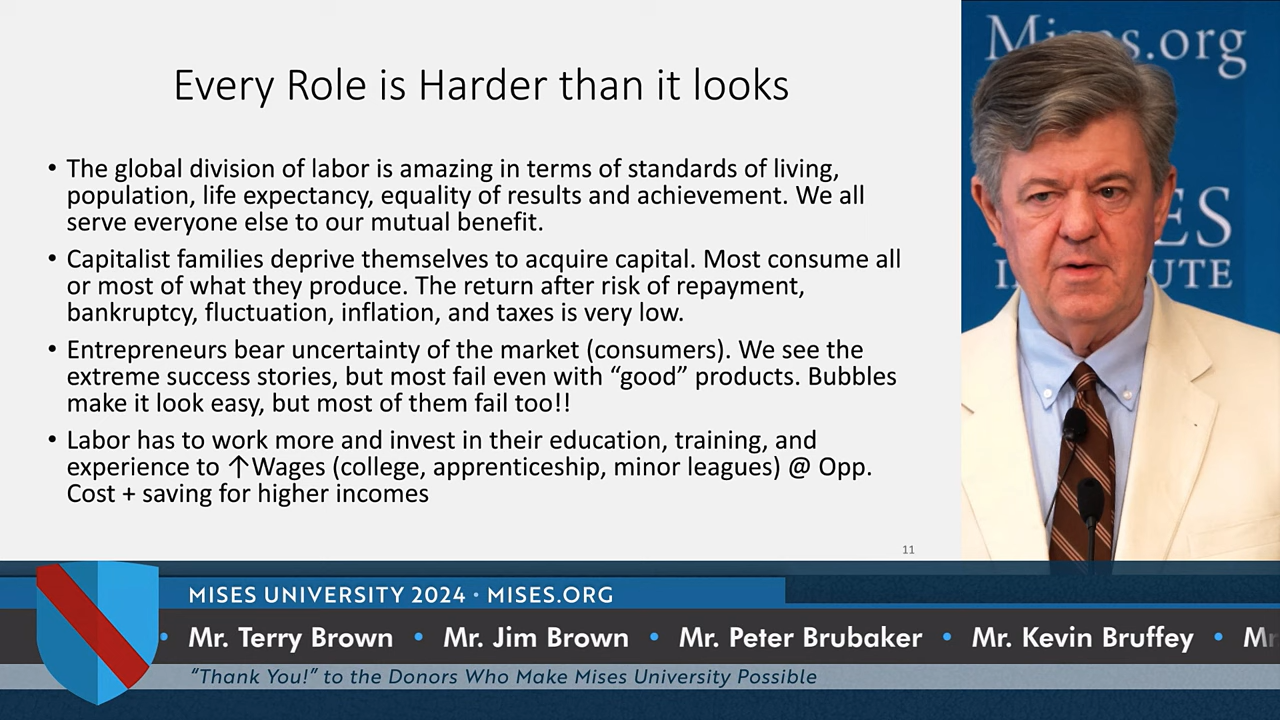 Every Role is Harder than it looks
• The global division of labor is amazing in terms of standards of living,
population, life expectancy, equality of results and achievement. We all
serve everyone else to our mutual benefit.
• Capitalist families deprive themselves to acquire capital. Most consume all
or most of what they produce. The return after risk of repayment,
bankruptcy, fluctuation, inflation, and taxes is very low.
• Entrepreneurs bear uncertainty of the market (consumers). We see the
extreme success stories, but most fail even with “good” products. Bubbles
make it look easy, but most of them fail too!!
• Labor has to work more and invest in their education, training, and
experience to ↑Wages (college, apprenticeship, minor leagues) @ Opp.
Cost + saving for higher incomes
11
Mises.org
MISES UNIVERSITY 2024 • MISES.ORG
• Mr. Terry Brown • Mr. Jim Brown • Mr. Peter Brubaker • Mr. Kevin Bruffey •
“Thank You!” to the Donors Who Make Mises University Possible